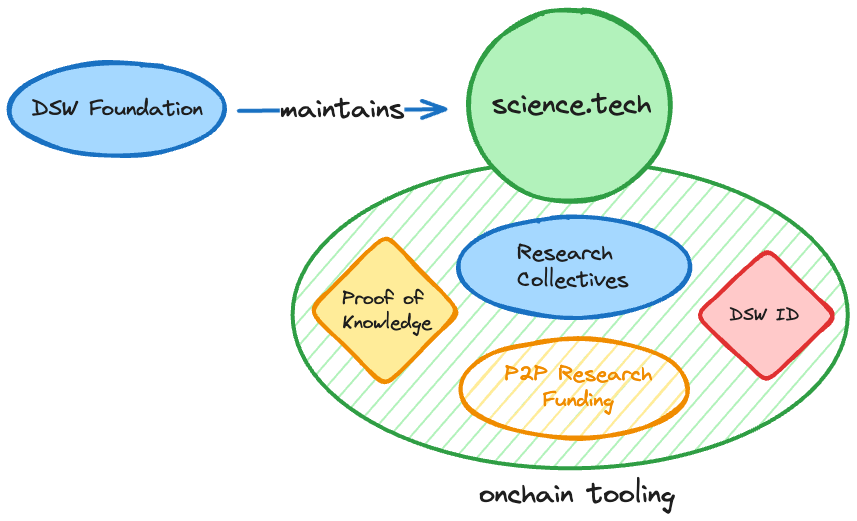 DSW Foundation
maintains
science.tech
Research
Collectives
Proof of
Knowledge
DSW ID
P2P Research
Funding
onchain tooling